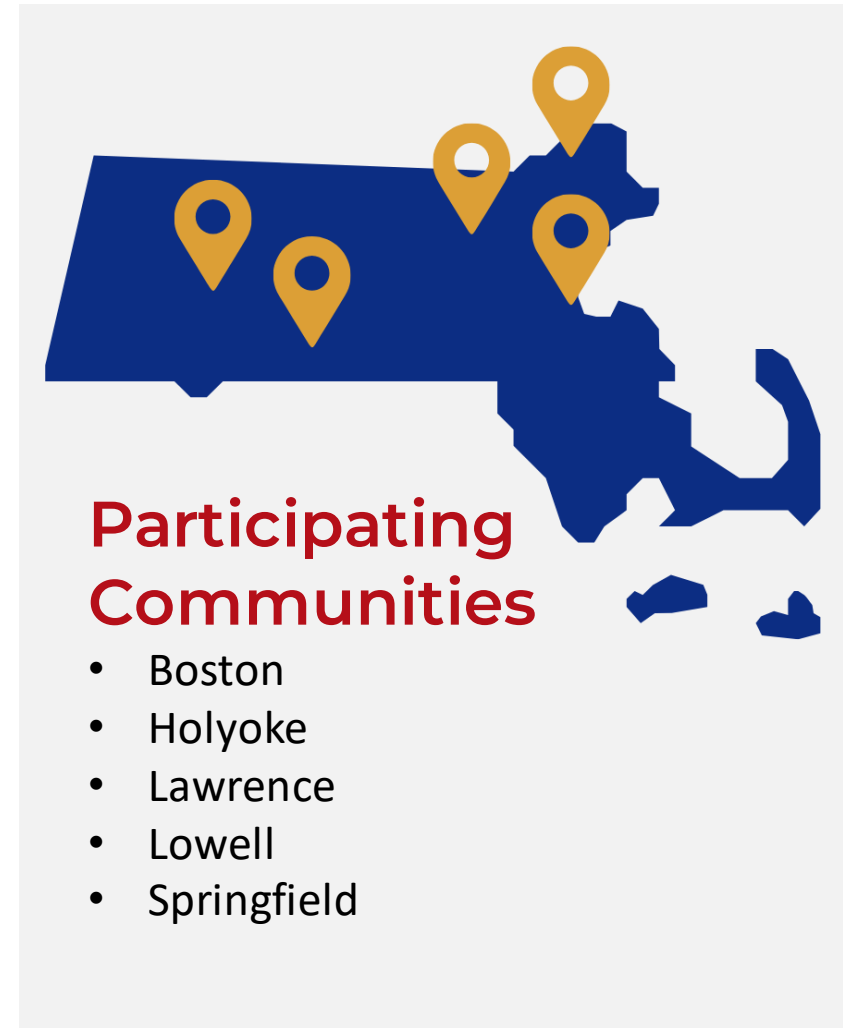 Participating
Communities
• Boston
• Holyoke
• Lawrence
• Lowell
• Springfield